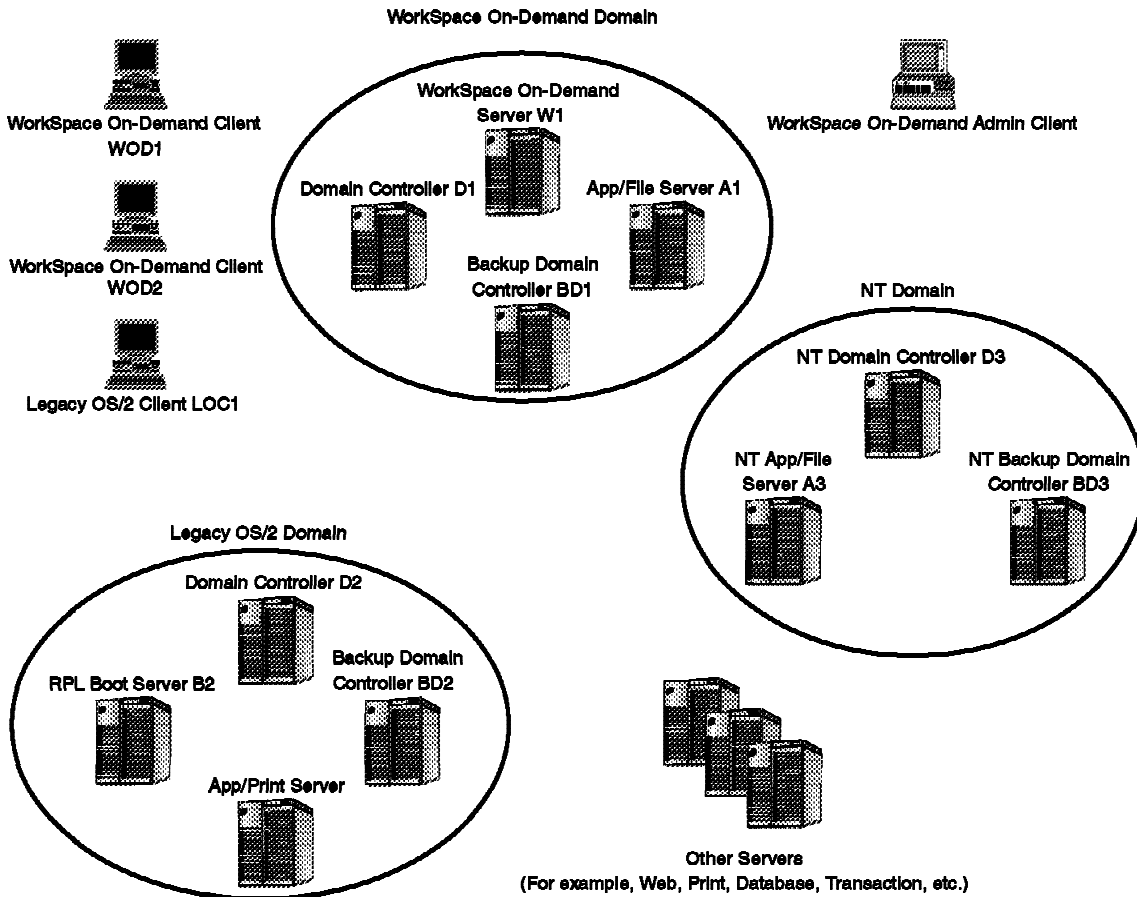 WorkSpace On-Demand Domain
WorkSpace On-Demand Client
WOD1
WorkSpace On-Demand
Server W1
WorkSpace On-Demand Admin Client
Domain Controller D1
App/File Server A1
WorkSpace On-Demand Client
WOD2
Backup Domain
Controller BD1
Legacy OS/2 Client LOC1
NT Domain
NT Domain Controller D3
NT App/File
Server A3
NT Backup Domain
Controller BD3
Legacy OS/2 Domain
Domain Controller D2
RPL Boot Server B2
Backup Domain
Controller BD2
App/Print Server
Other Servers
(For example, Web, Print, Database, Transaction, etc.)